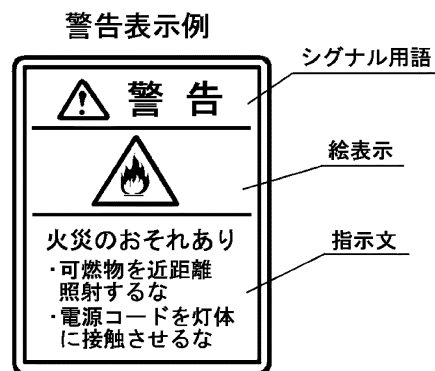 警告表示例
シグナル用語
警告
絵表示
火災のおそれあり
指示文
・可燃物を近距離
照射するな
・電源コードを灯体
に接触させるな